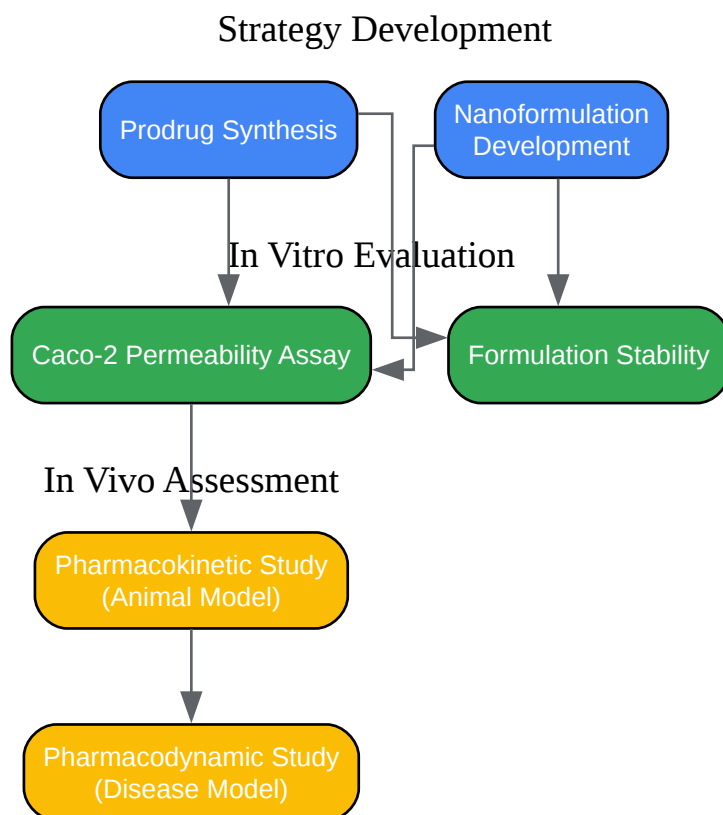 Strategy Development
Prodrug Synthesis
Nanoformulation
Development
In Vitro Evaluation
Caco-2 Permeability Assay
Formulation Stability
In Vivo Assessment
Pharmacokinetic Study
(Animal Model)
Pharmacodynamic Study
(Disease Model)